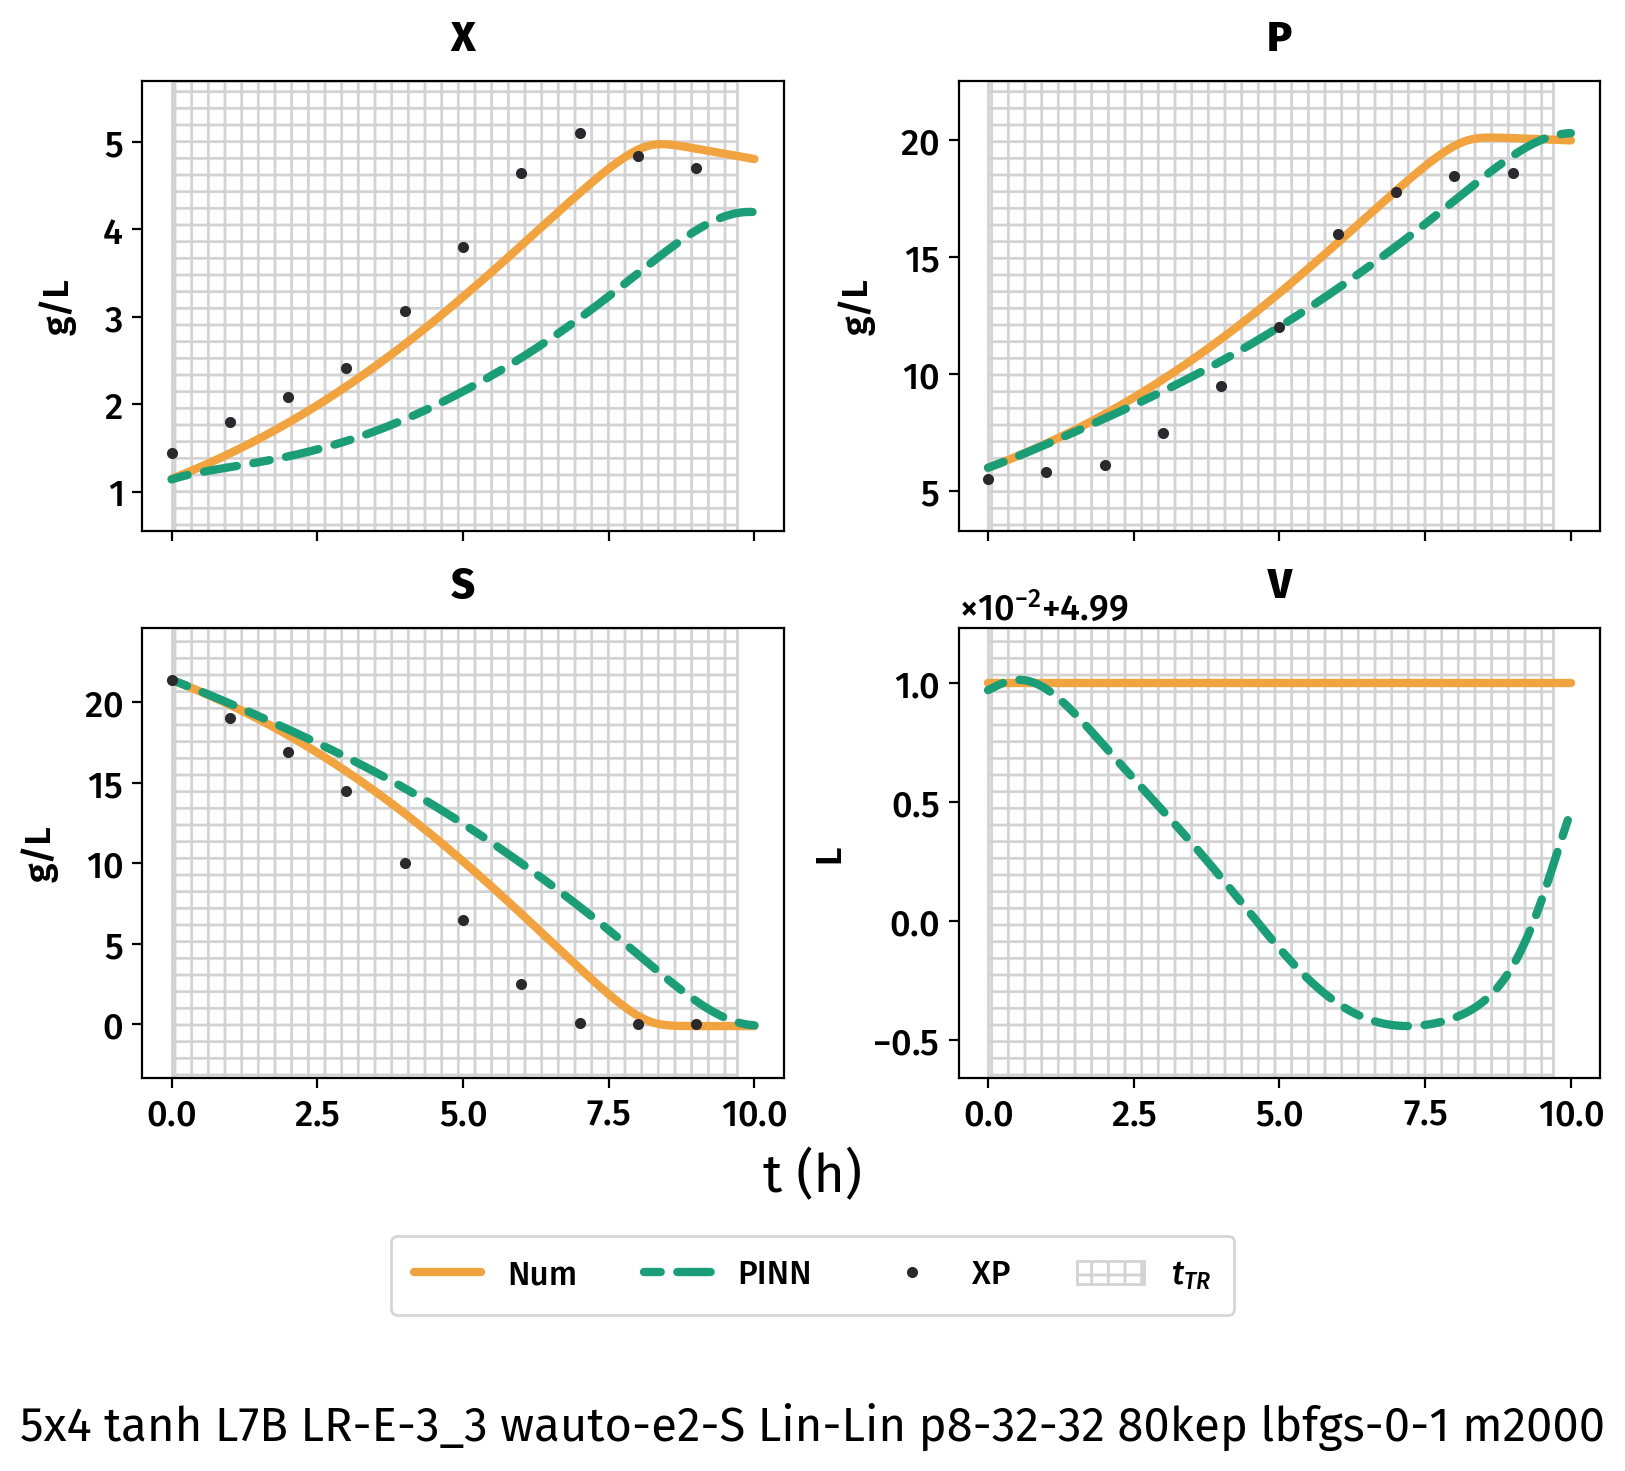 X
P
5
4
3
2
1
g/L
20
15
10
5
g/L
S
V
×10⁻²+4.99
20
15
10
5
0
g/L
1.0
0.5
0.0
−0.5
L
0.0 2.5 5.0 7.5 10.0
0.0 2.5 5.0 7.5 10.0
t (h)
Num PINN XP t_TR
5x4 tanh L7B LR-E-3_3 wauto-e2-S Lin-Lin p8-32-32 80kep lbfgs-0-1 m2000